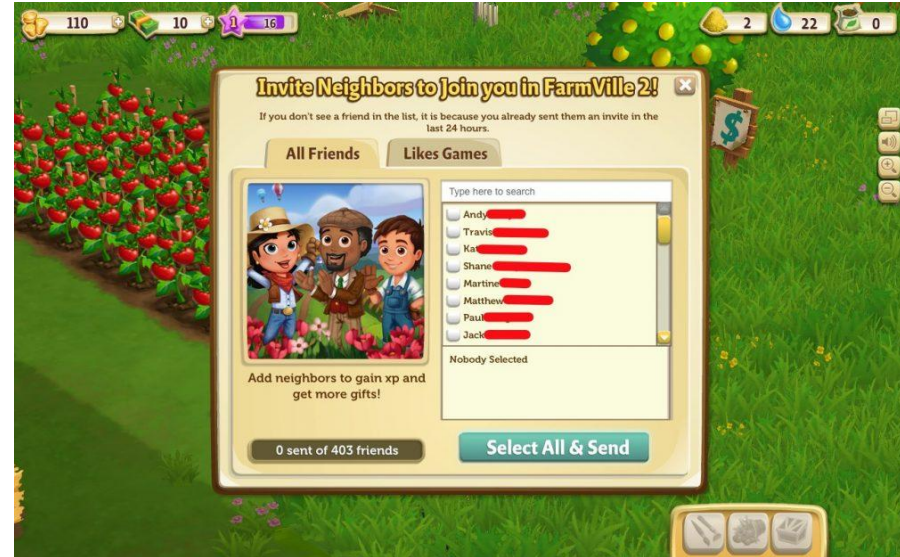 110
10
1
16
2
22
0
Invite Neighbors to Join you in FarmVille 2!
If you don't see a friend in the list, it is because you already sent them an invite in the
last 24 hours.
All Friends
Likes Games
Type here to search
Andy
Travis
Kat
Shane
Martine
Matthew
Paul
Jack
Nobody Selected
Add neighbors to gain xp and
get more gifts!
0 sent of 403 friends
Select All & Send
$